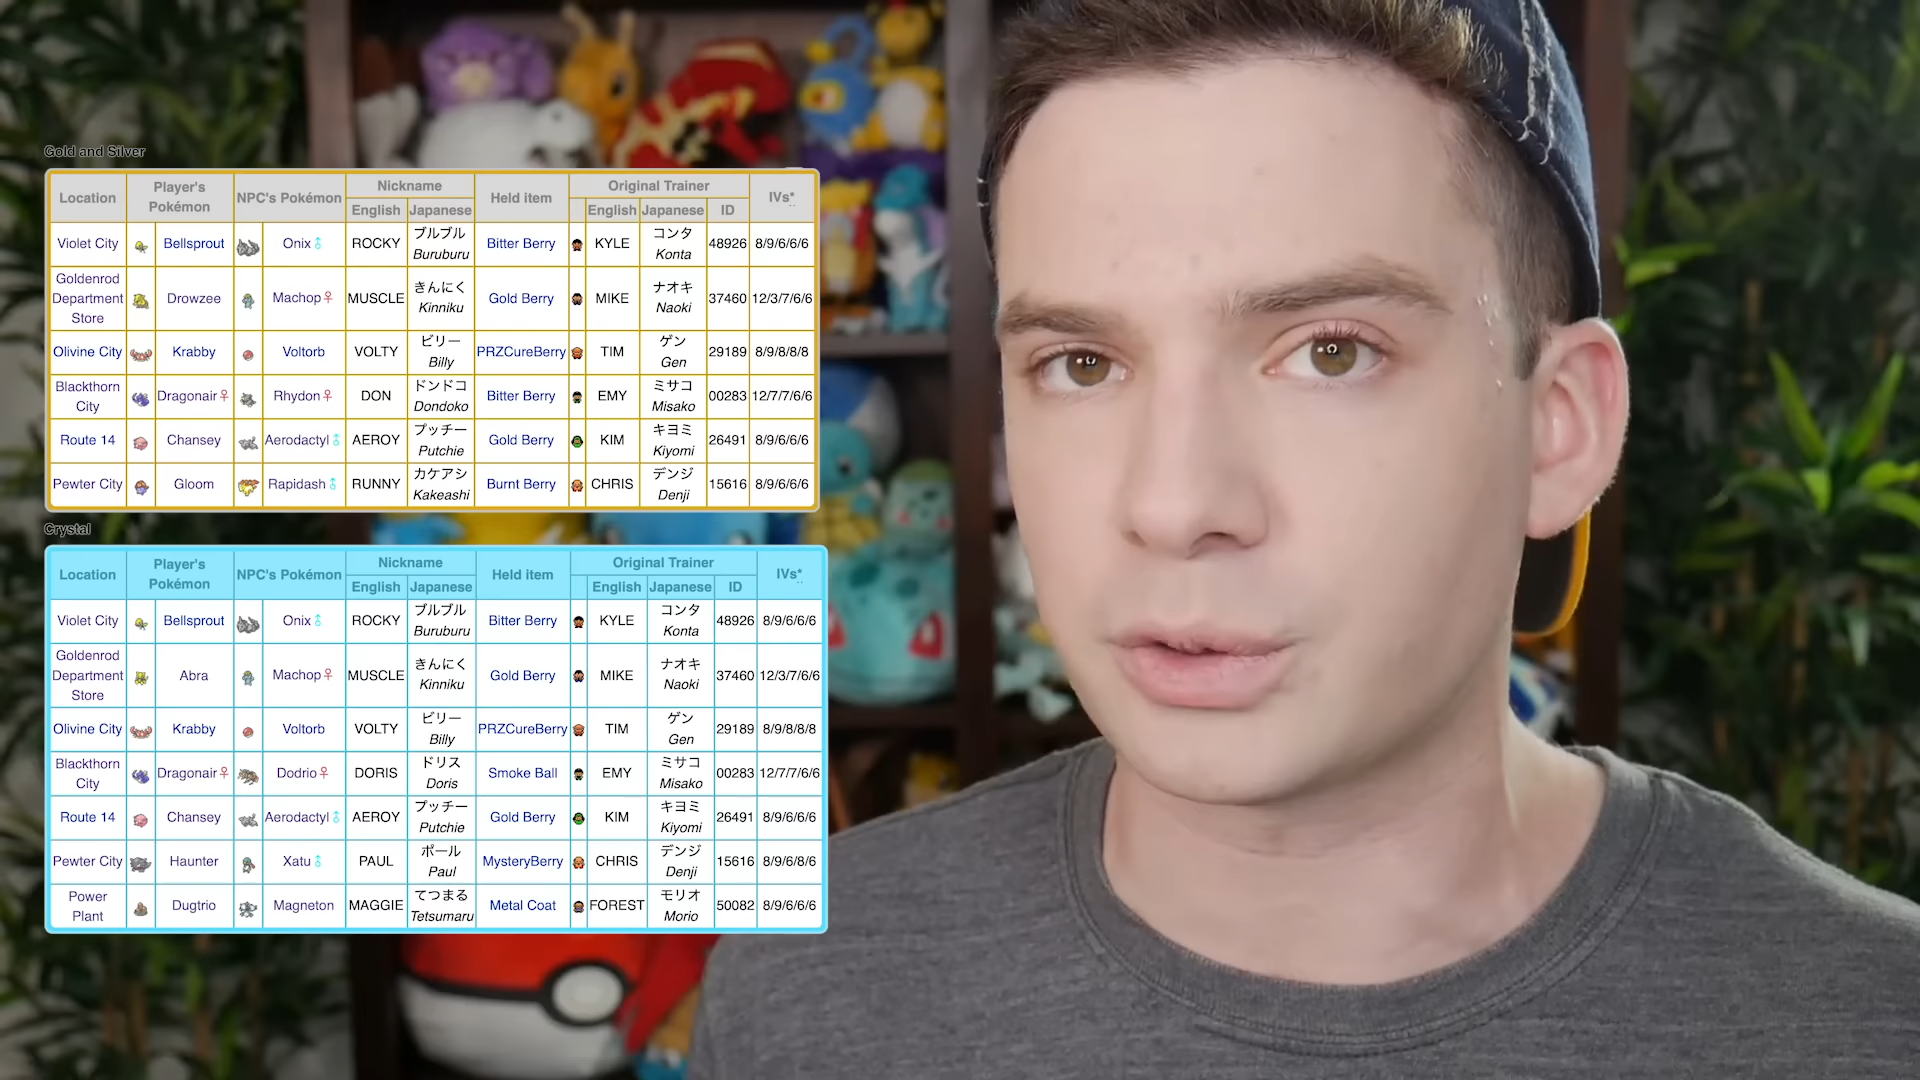 Gold and Silver
Location Player's Pokémon NPC's Pokémon Nickname Held item Original Trainer IVs*
English Japanese English Japanese ID
Violet City Bellsprout Onix♂ ROCKY ブルブル Buruburu Bitter Berry KYLE コンタ Konta 48926 8/9/6/6/6
Goldenrod Department Store Drowzee Machop♀ MUSCLE きんにく Kinniku Gold Berry MIKE ナオキ Naoki 37460 12/3/7/6/6
Olivine City Krabby Voltorb VOLTY ビリー Billy PRZCureBerry TIM ゲン Gen 29189 8/9/8/8/8
Blackthorn City Dragonair♀ Rhydon♀ DON ドンドコ Dondoko Bitter Berry EMY ミサコ Misako 00283 12/7/7/6/6
Route 14 Chansey Aerodactyl♂ AEROY プッチー Putchie Gold Berry KIM キヨミ Kiyomi 26491 8/9/6/6/6
Pewter City Gloom Rapidash♂ RUNNY カケアシ Kakeashi Burnt Berry CHRIS デンジ Denji 15616 8/9/6/6/6
Crystal
Location Player's Pokémon NPC's Pokémon Nickname Held item Original Trainer IVs*
English Japanese English Japanese ID
Violet City Bellsprout Onix♂ ROCKY ブルブル Buruburu Bitter Berry KYLE コンタ Konta 48926 8/9/6/6/6
Goldenrod Department Store Abra Machop♀ MUSCLE きんにく Kinniku Gold Berry MIKE ナオキ Naoki 37460 12/3/7/6/6
Olivine City Krabby Voltorb VOLTY ビリー Billy PRZCureBerry TIM ゲン Gen 29189 8/9/8/8/8
Blackthorn City Dragonair♀ Dodrio♀ DORIS ドリス Doris Smoke Ball EMY ミサコ Misako 00283 12/7/7/6/6
Route 14 Chansey Aerodactyl♂ AEROY プッチー Putchie Gold Berry KIM キヨミ Kiyomi 26491 8/9/6/6/6
Pewter City Haunter Xatu♂ PAUL ポール Paul MysteryBerry CHRIS デンジ Denji 15616 8/9/6/8/6
Power Plant Dugtrio Magneton MAGGIE てつまる Tetsumaru Metal Coat FOREST モリオ Morio 50082 8/9/6/6/6